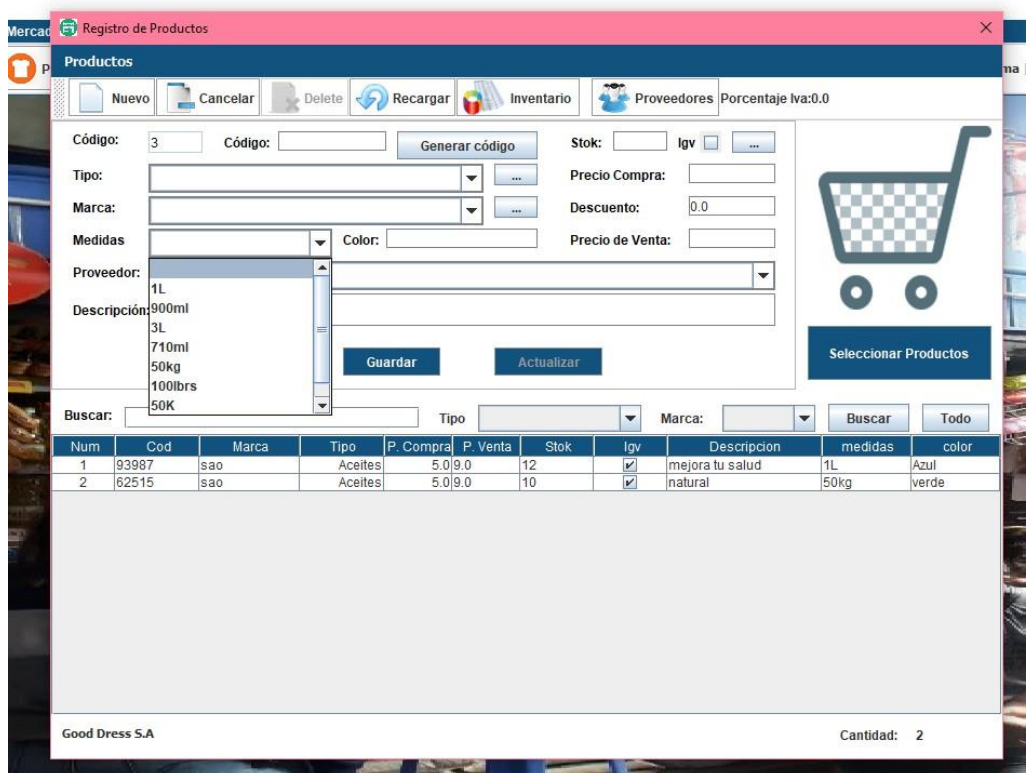 Mercad
Registro de Productos
Productos
P
ma
Nuevo Cancelar Delete Recargar Inventario Proveedores Porcentaje Iva:0.0
Código: 3 Código: Generar código Stok: Igv ...
Tipo: ... Precio Compra:
Marca: ... Descuento: 0.0
Medidas Color: Precio de Venta:
Proveedor:
1L
Descripción: 900ml
3L
710ml
50kg
100lbrs
50K
Guardar Actualizar
Seleccionar Productos
Buscar: Tipo Marca: Buscar Todo
Num Cod Marca Tipo P. Compra P. Venta Stok Igv Descripcion medidas color
1 93987 sao Aceites 5.0 9.0 12 mejora tu salud 1L Azul
2 62515 sao Aceites 5.0 9.0 10 natural 50kg verde
Good Dress S.A Cantidad: 2